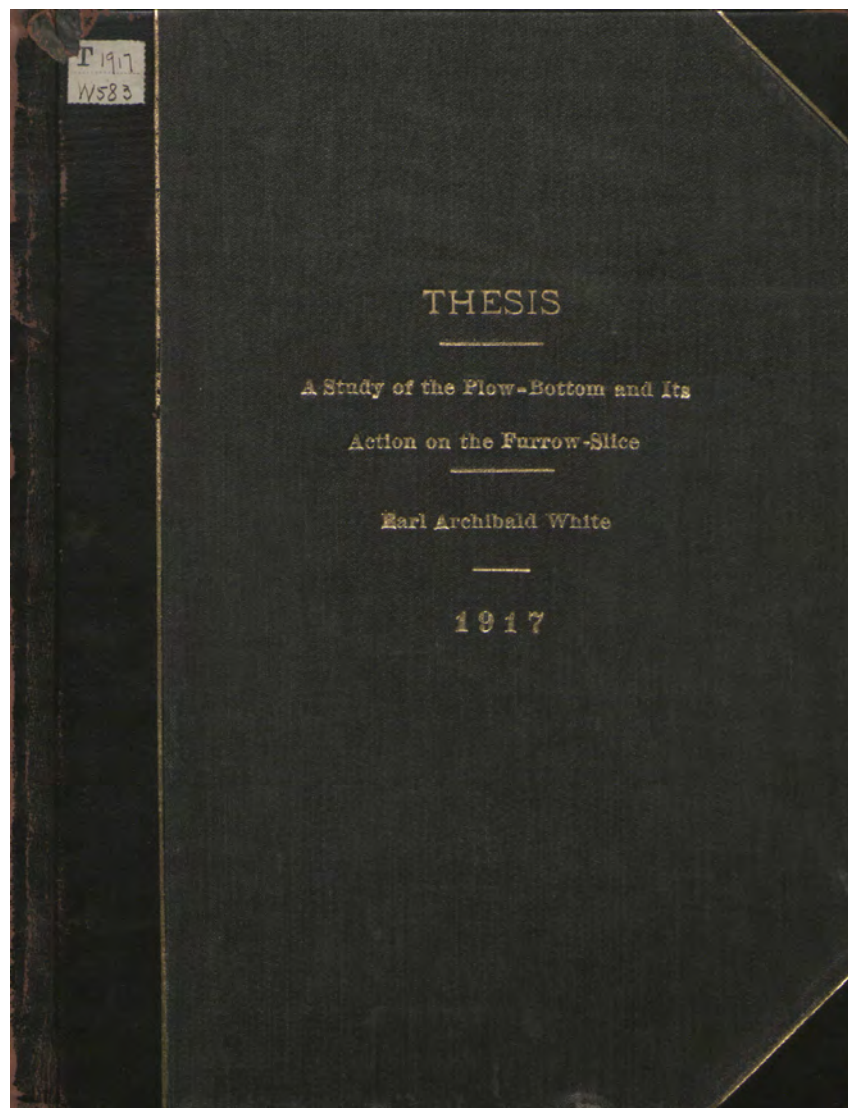 T 1917
W583
THESIS
A Study of the Plow-Bottom and Its
Action on the Furrow-Slice
Earl Archibald White
1917